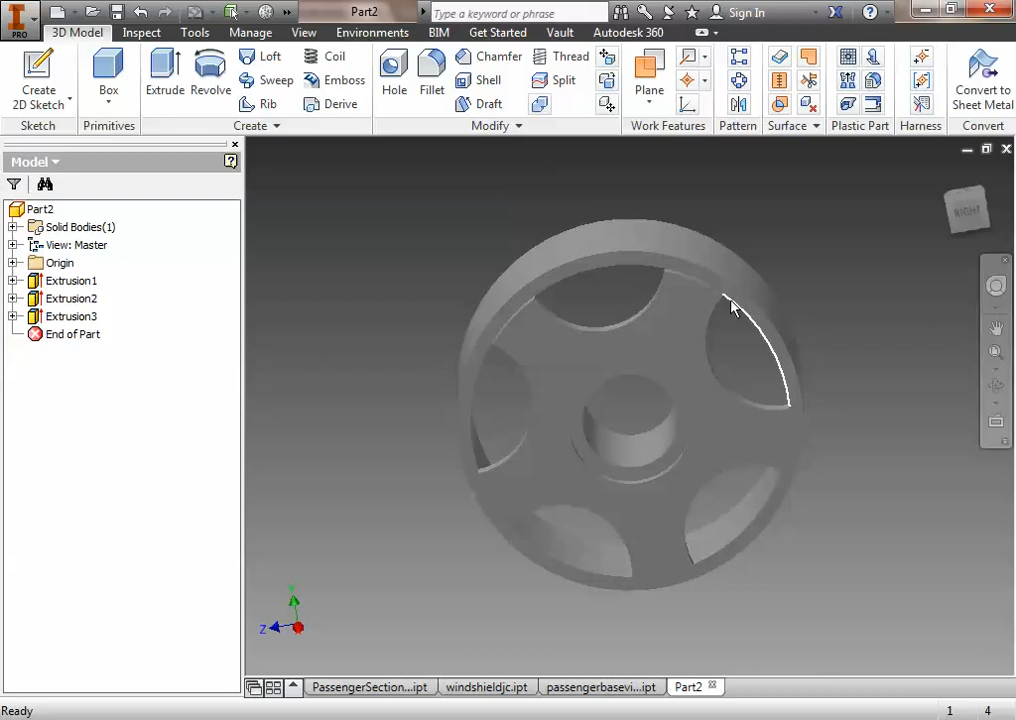 Part2
Type a keyword or phrase
Sign In
PRO
3D Model Inspect Tools Manage View Environments BIM Get Started Vault Autodesk 360
Create
2D Sketch
Box
Extrude
Revolve
Loft
Sweep
Rib
Coil
Emboss
Derive
Hole
Fillet
Chamfer
Shell
Draft
Thread
Split
Plane
Convert to
Sheet Metal
Sketch Primitives Create Modify Work Features Pattern Surface Plastic Part Harness Convert
Model
Part2
Solid Bodies(1)
View: Master
Origin
Extrusion1
Extrusion2
Extrusion3
End of Part
RIGHT
Y
Z
PassengerSection...ipt windshieldjc.ipt passengerbasevi...ipt Part2
Ready 1 4